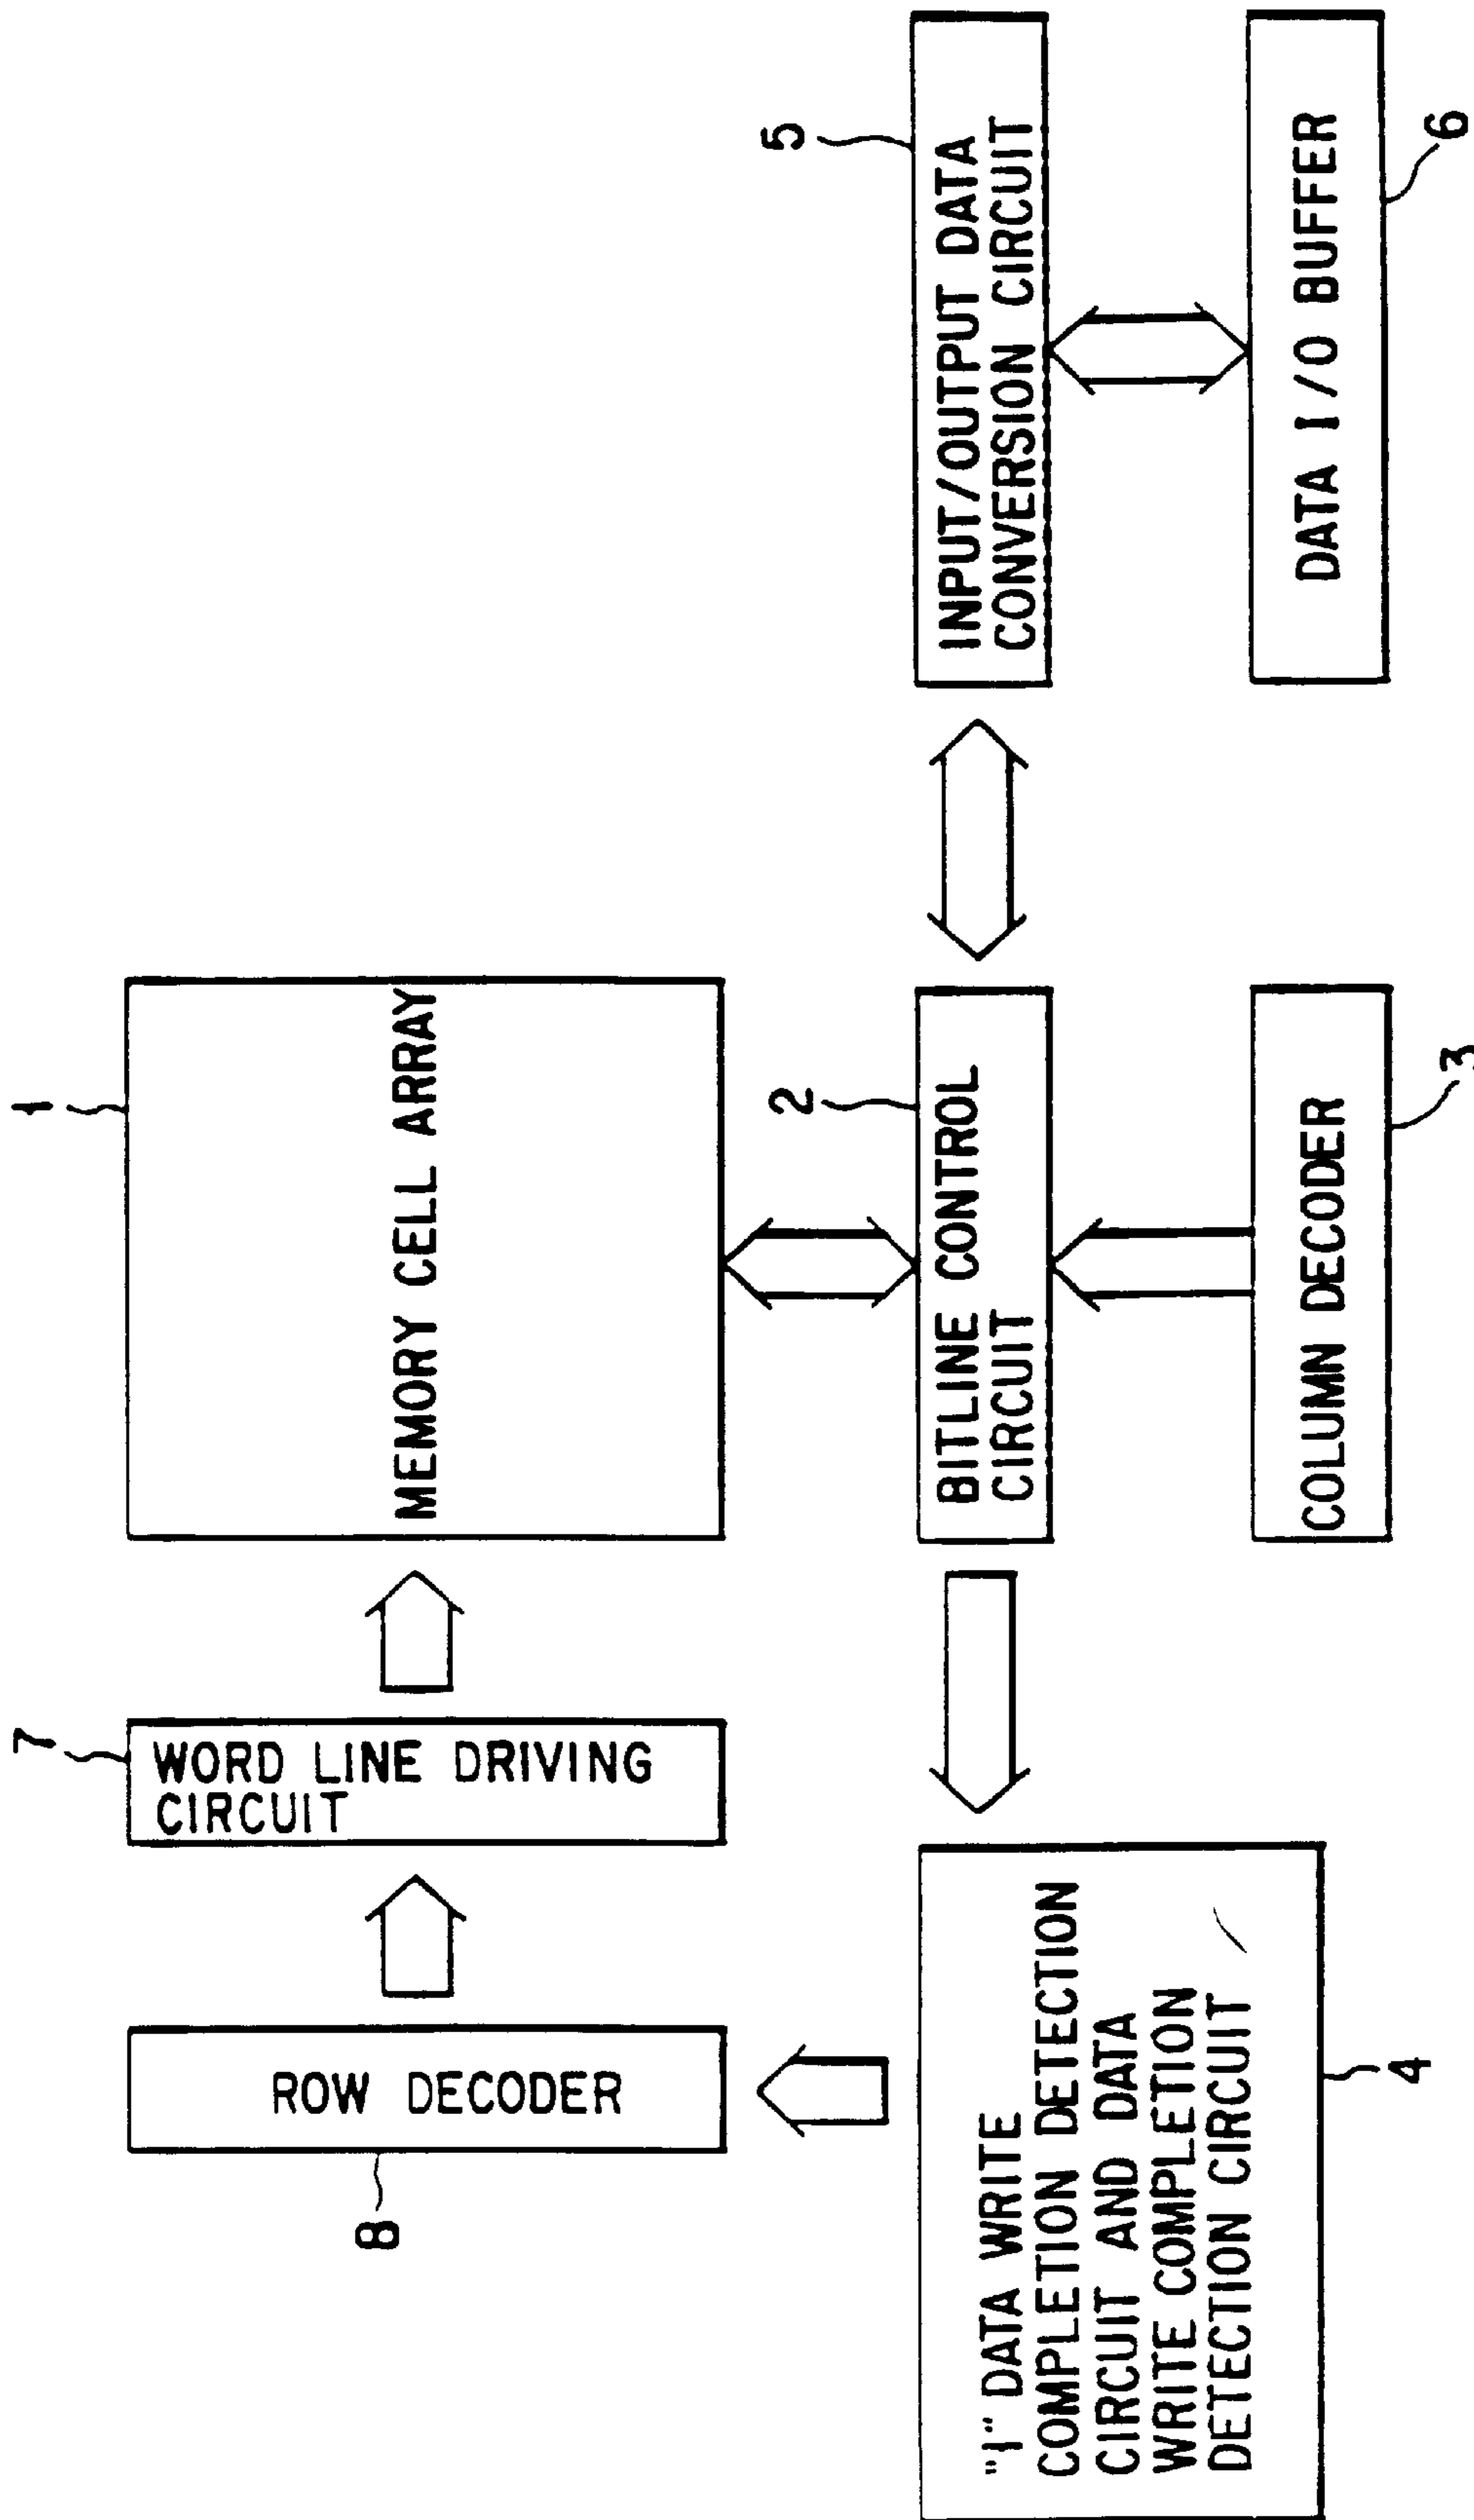 1
MEMORY CELL ARRAY
7
WORD LINE DRIVING
CIRCUIT
ROW DECODER
8
2
BITLINE CONTROL
CIRCUIT
5
INPUT/OUTPUT DATA
CONVERSION CIRCUIT
"1" DATA WRITE
COMPLETION DETECTION
CIRCUIT AND DATA
WRITE COMPLETION
DETECTION CIRCUIT
4
COLUMN DECODER
3
DATA I/O BUFFER
6